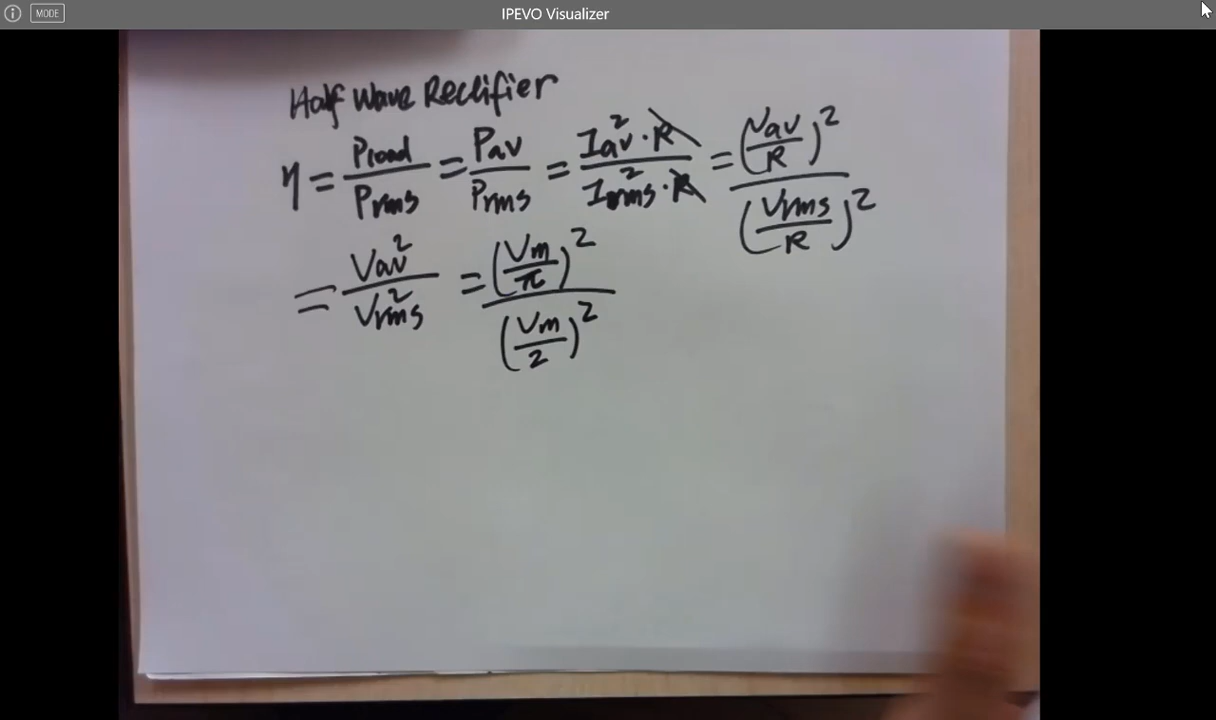 MODE
IPEVO Visualizer
Half Wave Rectifier
η = Pload/Prms = Pav/Prms = Iav²·R/Irms²·R = (Vav/R)²/(Vrms/R)²
= Vav²/Vrms² = (Vm/π)²/(Vm/2)²